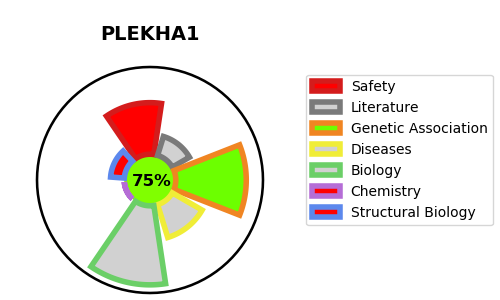 PLEKHA1
75%
Safety
Literature
Genetic Association
Diseases
Biology
Chemistry
Structural Biology